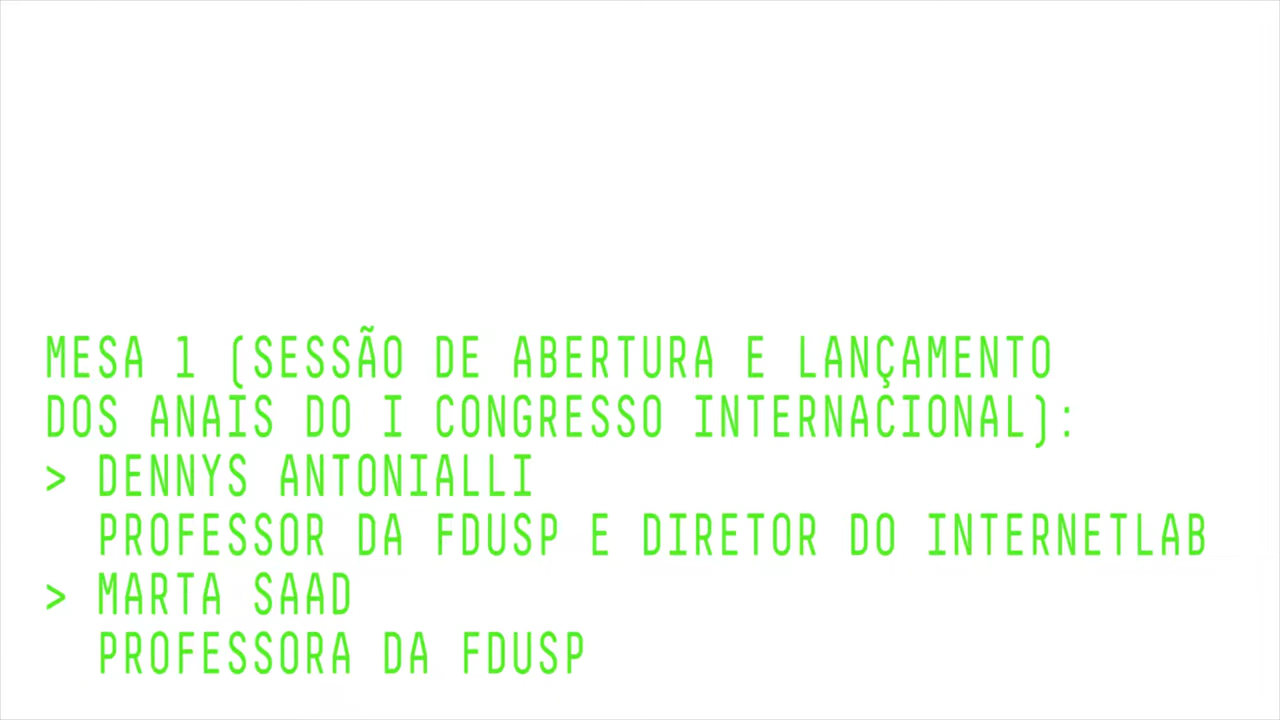 MESA 1 (SESSÃO DE ABERTURA E LANÇAMENTO
DOS ANAIS DO I CONGRESSO INTERNACIONAL):
> DENNYS ANTONIALLI
PROFESSOR DA FDUSP E DIRETOR DO INTERNETLAB
> MARTA SAAD
PROFESSORA DA FDUSP